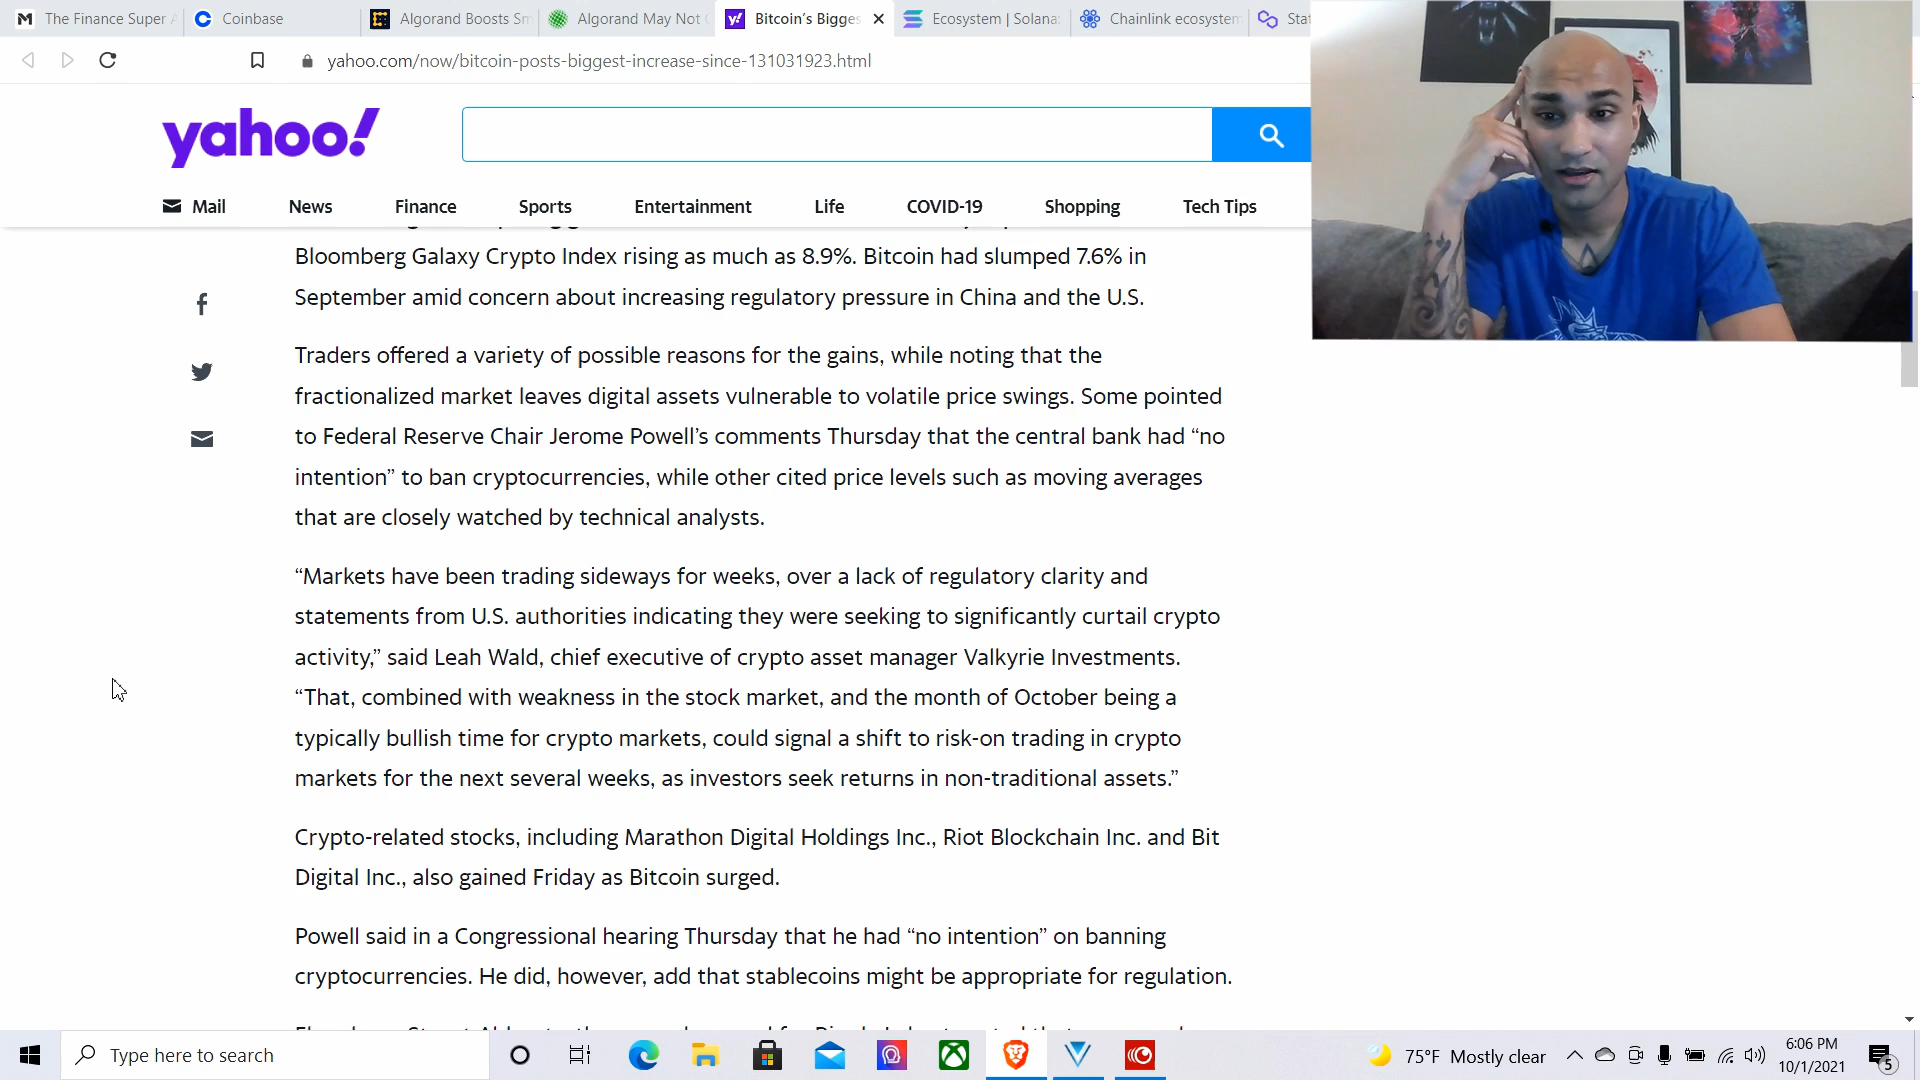 The Finance Super
Coinbase
Algorand Boosts Sm
Algorand May Not
Bitcoin's Bigges
Ecosystem | Solana
Chainlink ecosystem
yahoo.com/now/bitcoin-posts-biggest-increase-since-131031923.html
yahoo!
Mail News Finance Sports Entertainment Life COVID-19 Shopping Tech Tips
Bloomberg Galaxy Crypto Index rising as much as 8.9%. Bitcoin had slumped 7.6% in
September amid concern about increasing regulatory pressure in China and the U.S.
Traders offered a variety of possible reasons for the gains, while noting that the
fractionalized market leaves digital assets vulnerable to volatile price swings. Some pointed
to Federal Reserve Chair Jerome Powell’s comments Thursday that the central bank had “no
intention” to ban cryptocurrencies, while other cited price levels such as moving averages
that are closely watched by technical analysts.
“Markets have been trading sideways for weeks, over a lack of regulatory clarity and
statements from U.S. authorities indicating they were seeking to significantly curtail crypto
activity,” said Leah Wald, chief executive of crypto asset manager Valkyrie Investments.
“That, combined with weakness in the stock market, and the month of October being a
typically bullish time for crypto markets, could signal a shift to risk-on trading in crypto
markets for the next several weeks, as investors seek returns in non-traditional assets.”
Crypto-related stocks, including Marathon Digital Holdings Inc., Riot Blockchain Inc. and Bit
Digital Inc., also gained Friday as Bitcoin surged.
Powell said in a Congressional hearing Thursday that he had “no intention” on banning
cryptocurrencies. He did, however, add that stablecoins might be appropriate for regulation.
Type here to search
75°F Mostly clear
6:06 PM
10/1/2021
5